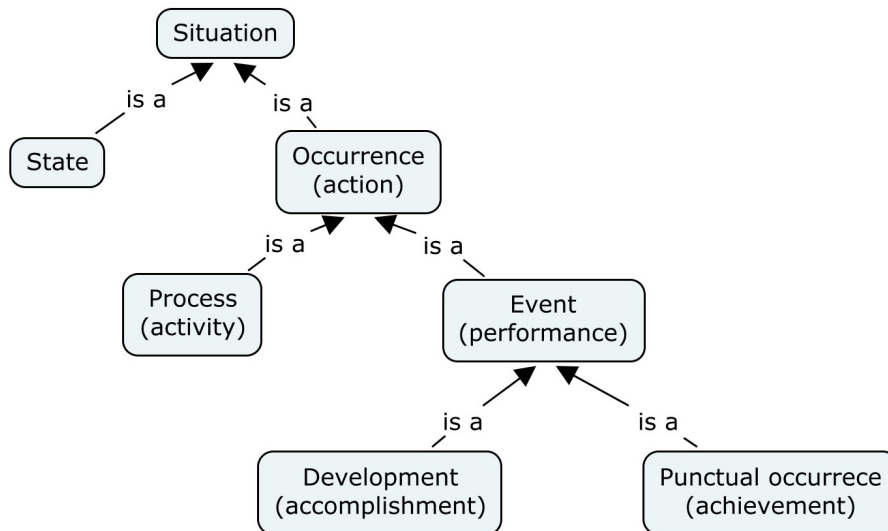 Situation
is a
is a
State
Occurrence
(action)
is a
is a
Process
(activity)
Event
(performance)
is a
is a
Development
(accomplishment)
Punctual occurrece
(achievement)